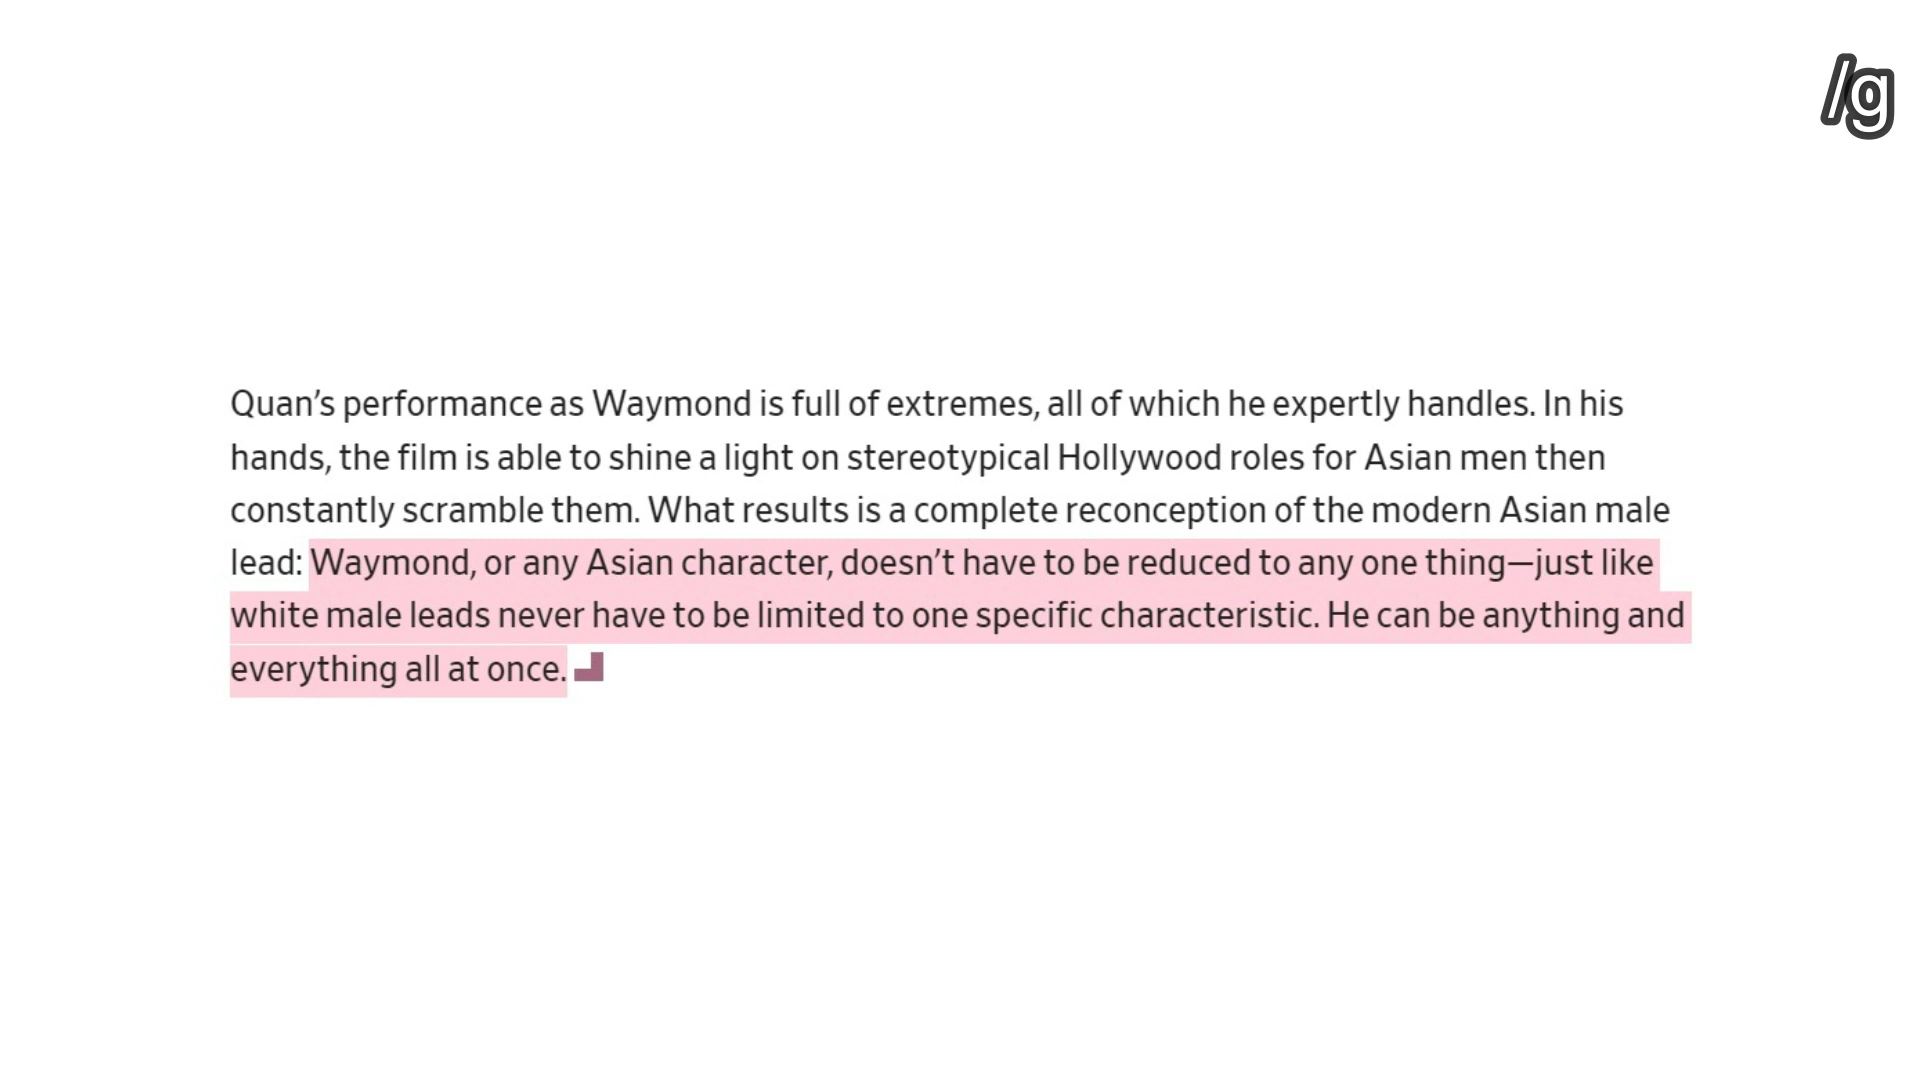 /g
Quan’s performance as Waymond is full of extremes, all of which he expertly handles. In his
hands, the film is able to shine a light on stereotypical Hollywood roles for Asian men then
constantly scramble them. What results is a complete reconception of the modern Asian male
lead: Waymond, or any Asian character, doesn’t have to be reduced to any one thing—just like
white male leads never have to be limited to one specific characteristic. He can be anything and
everything all at once.